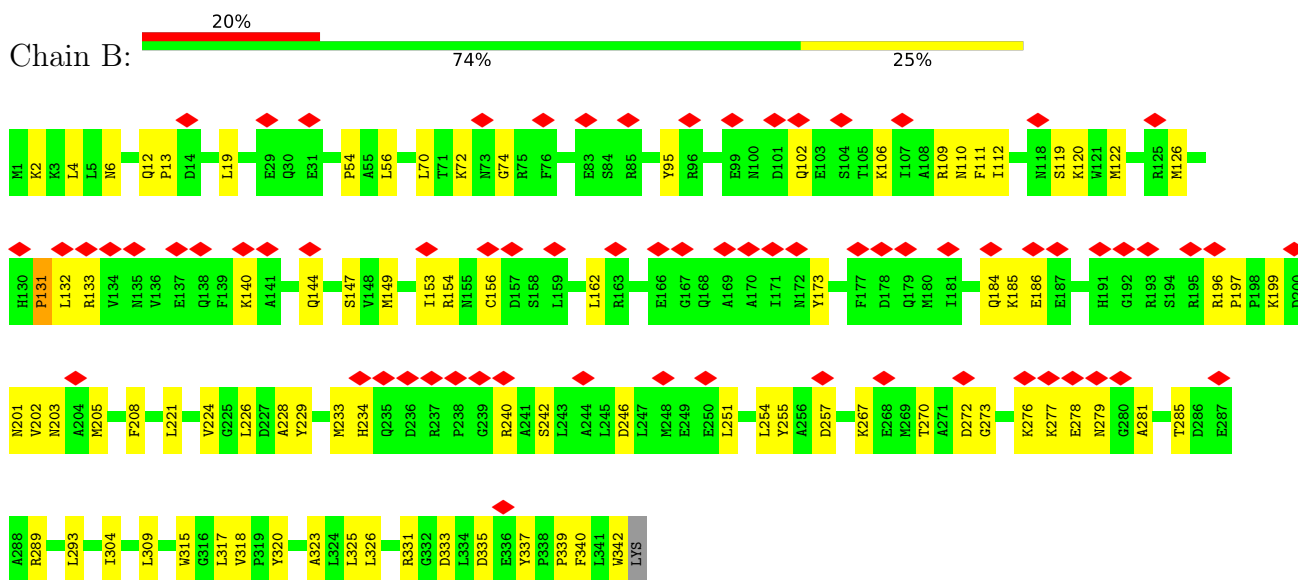 20%
Chain B:
74% 25%
M1 K2 K3 L4 L5 N6 Q12 P13 D14 L19 E29 Q30 E31 P54 A55 L56 L70 T71 K72 N73 G74 R75 F76 E83 S84 R85 Y95 R96 E99 N100 D101 Q102 E103 S104 T105 K106 I107 A108 R109 N110 F111 I112 N118 S119 K120 W121 M122 R125 M126
H130 P131 L132 R133 V134 N135 V136 E137 Q138 F139 K140 A141 Q144 S147 V148 M149 I153 R154 N155 C156 D157 S158 L159 L162 R163 E166 G167 Q168 A169 A170 I171 N172 Y173 F177 D178 Q179 M180 I181 Q184 K185 E186 E187 H191 G192 R193 S194 R195 R196 P197 P198 K199 D200
N201 V202 N203 A204 M205 F208 L221 V224 G225 L226 D227 A228 Y229 M233 H234 Q235 D236 R237 P238 G239 R240 A241 S242 L243 A244 L245 D246 L247 M248 E249 E250 L251 L254 Y255 A256 D257 K267 E268 M269 T270 A271 D272 G273 K276 K277 E278 N279 G280 A281 T285 D286 E287
A288 R289 L293 I304 L309 W315 G316 L317 V318 P319 Y320 A323 L324 L325 L326 R331 G332 D333 L334 D335 E336 Y337 P338 P339 F340 L341 W342 LYS